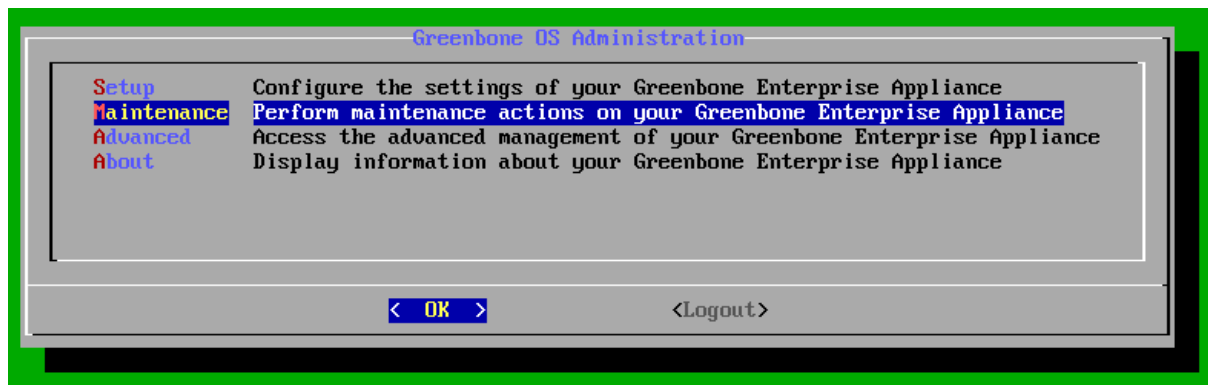 Greenbone OS Administration
Setup Configure the settings of your Greenbone Enterprise Appliance
Maintenance Perform maintenance actions on your Greenbone Enterprise Appliance
Advanced Access the advanced management of your Greenbone Enterprise Appliance
About Display information about your Greenbone Enterprise Appliance
< OK > <Logout>